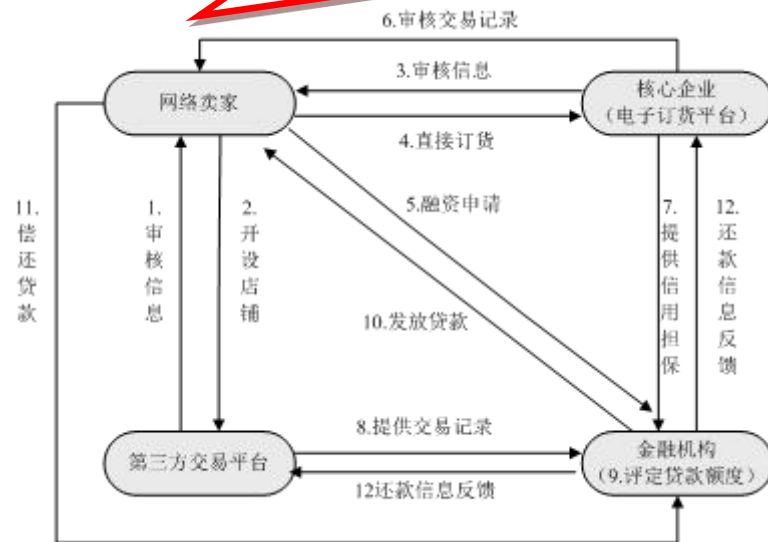 6.审核交易记录
3.审核信息
网络卖家
核心企业
（电子订货平台）
4.直接订货
5.融资申请
11.
偿
还
贷
款
1.
审
核
信
息
2.
开
设
店
铺
7.
提
供
信
用
担
保
12.
还
款
信
息
反
馈
10.发放贷款
8.提供交易记录
第三方交易平台
金融机构
（9.评定贷款额度）
12还款信息反馈